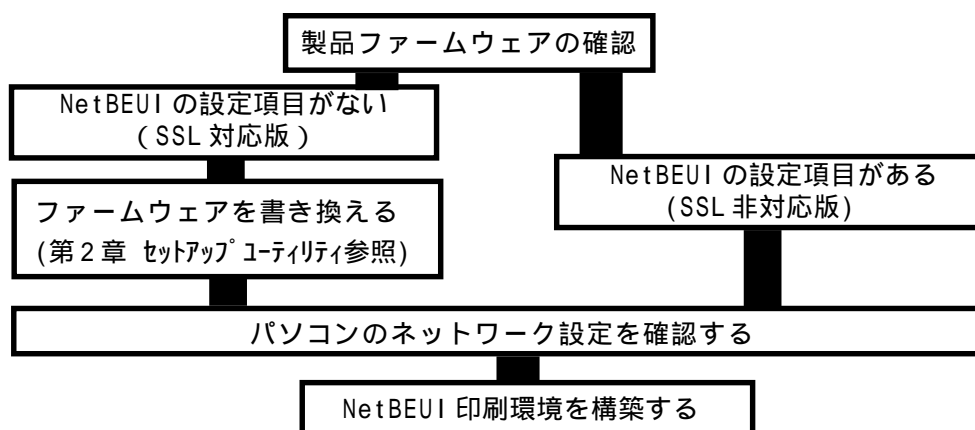 製品ファームウェアの確認
NetBEUI の設定項目がない
（SSL 対応版）
NetBEUI の設定項目がある
(SSL 非対応版)
ファームウェアを書き換える
(第２章 ｾｯﾄｱｯﾌﾟ ﾕｰﾃｨﾘﾃｨ参照)
パソコンのネットワーク設定を確認する
NetBEUI 印刷環境を構築する